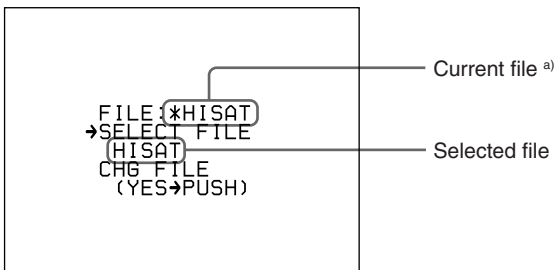 Current file a)
FILE:*HISAT
→SELECT FILE
HISAT
Selected file
CHG FILE
(YES→PUSH)